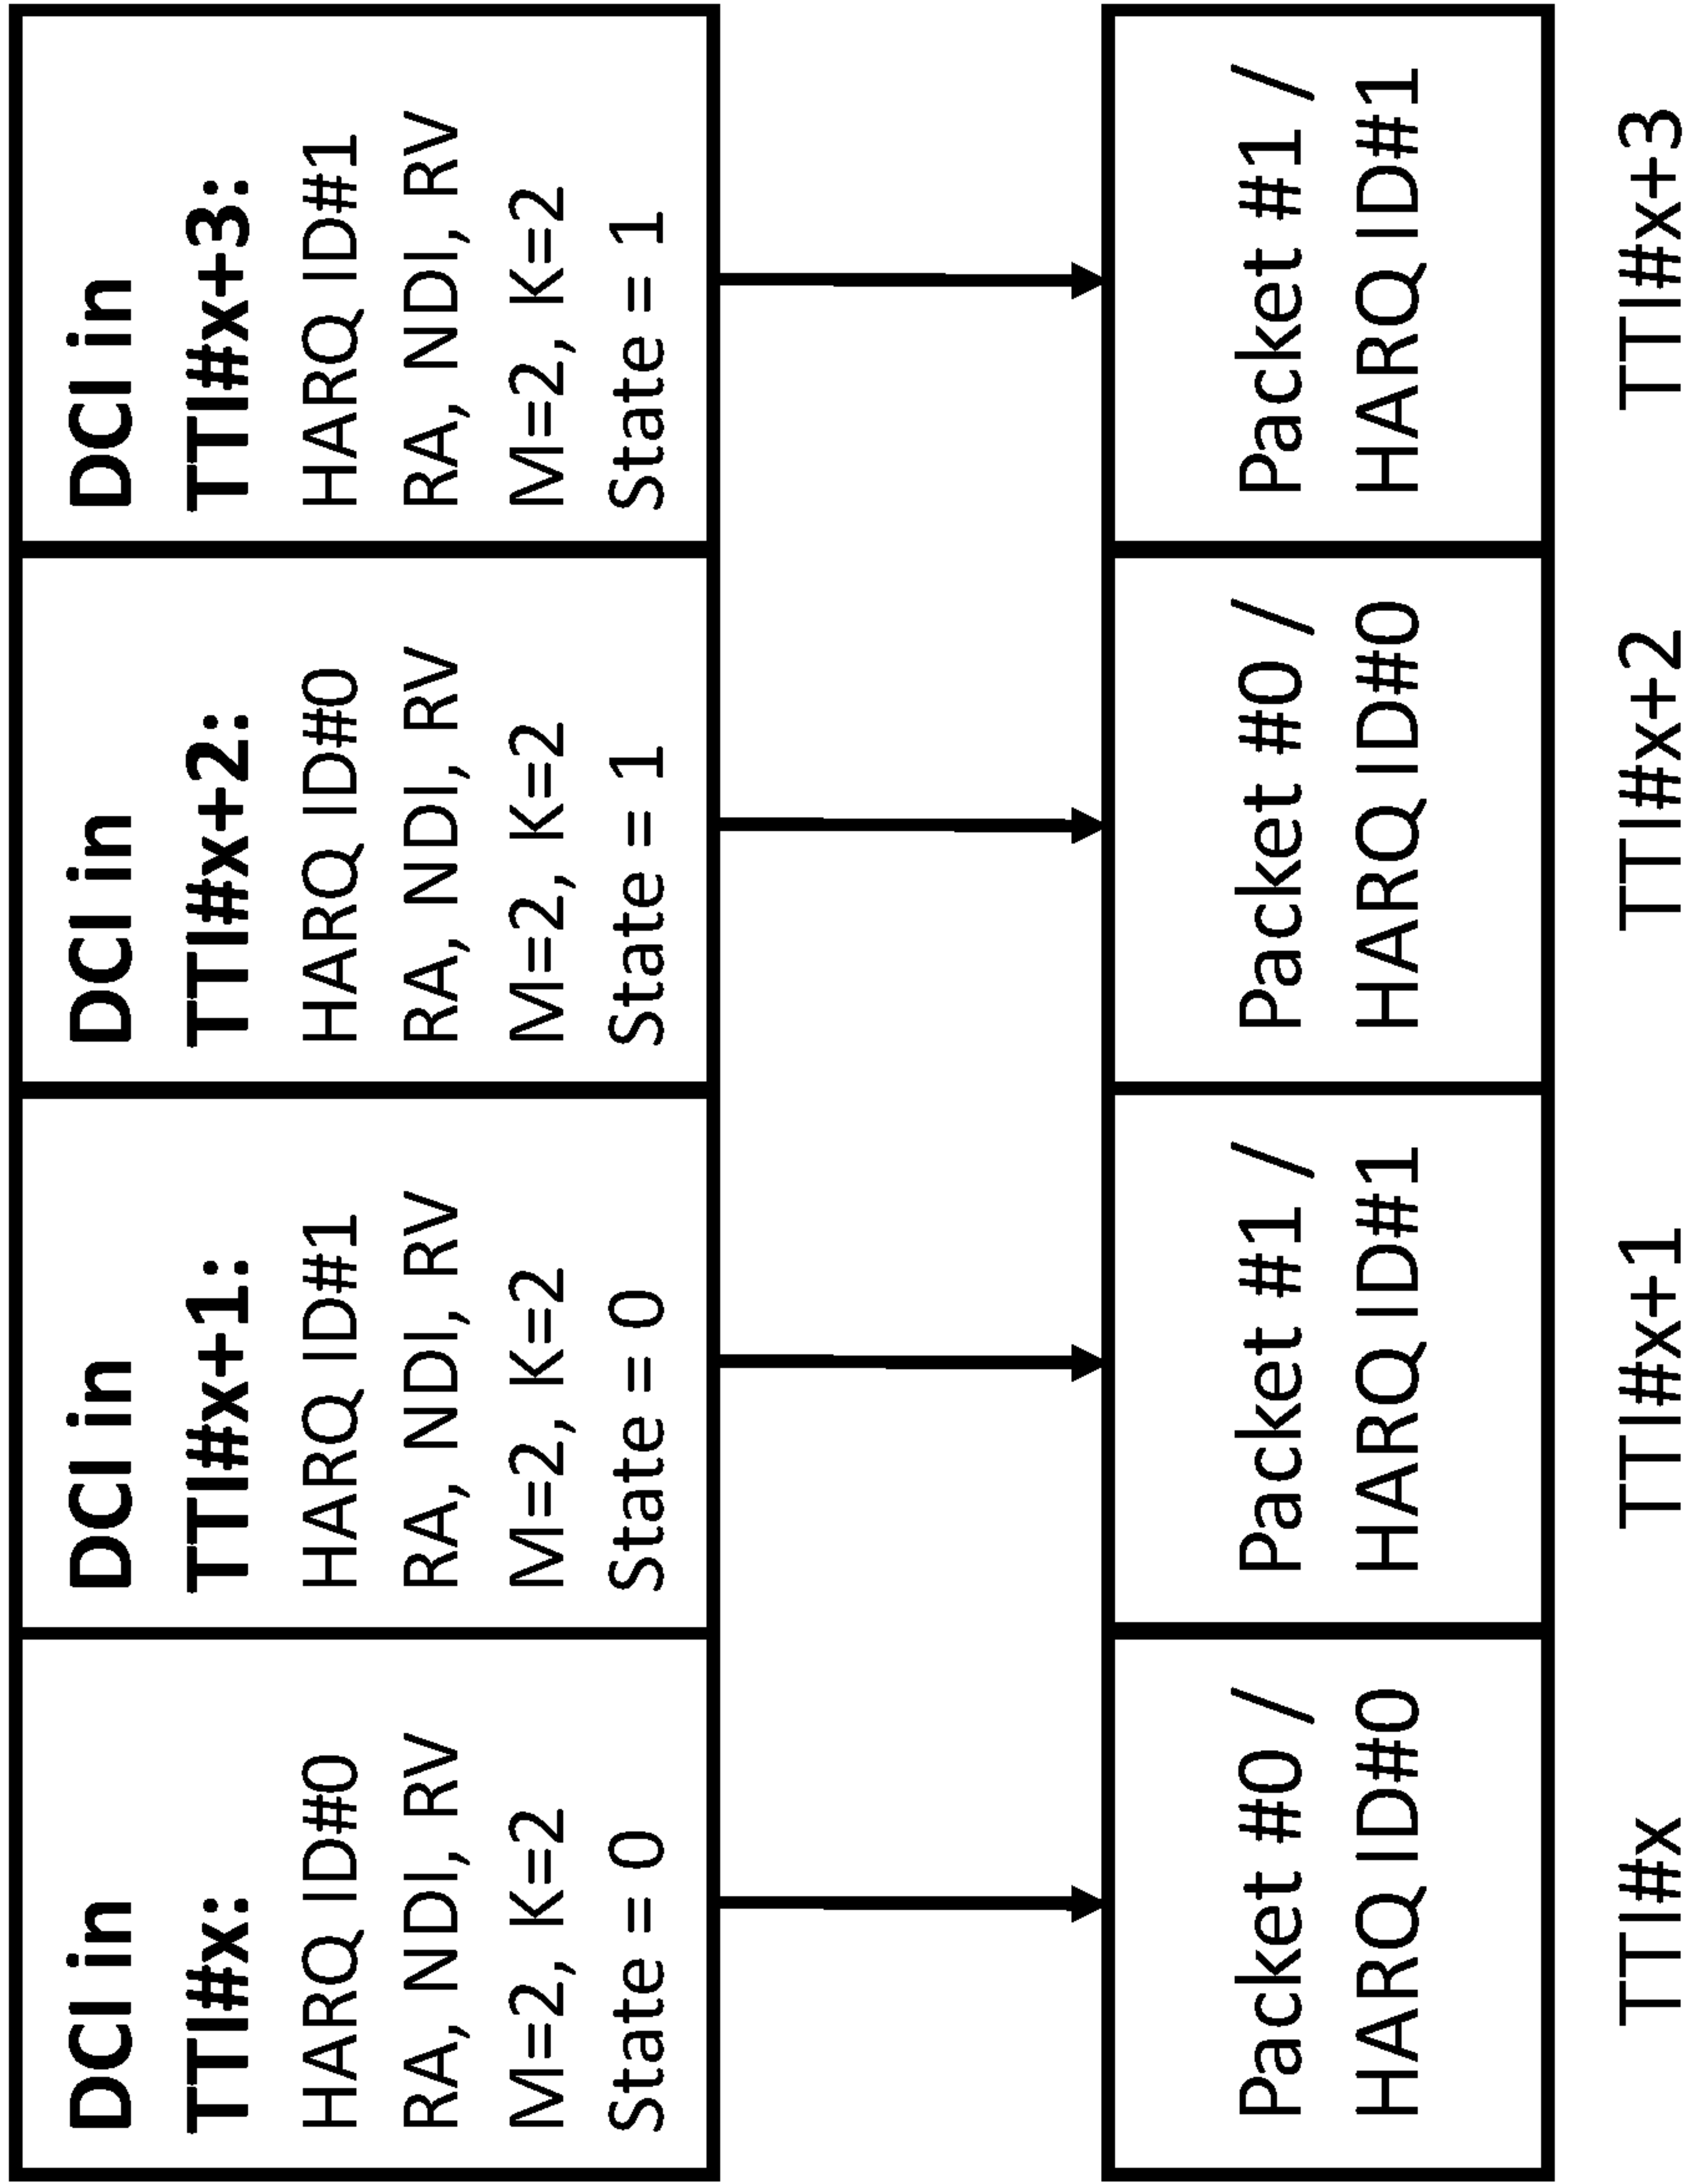 DCI in
TTI#x:
HARQ ID#0
RA, NDI, RV
M=2, K=2
State = 0
DCI in
TTI#x+1:
HARQ ID#1
RA, NDI, RV
M=2, K=2
State = 0
DCI in
TTI#x+2:
HARQ ID#0
RA, NDI, RV
M=2, K=2
State = 1
DCI in
TTI#x+3:
HARQ ID#1
RA, NDI, RV
M=2, K=2
State = 1
Packet #0 /
HARQ ID#0
Packet #1 /
HARQ ID#1
Packet #0 /
HARQ ID#0
Packet #1 /
HARQ ID#1
TTI#x
TTI#x+1
TTI#x+2
TTI#x+3